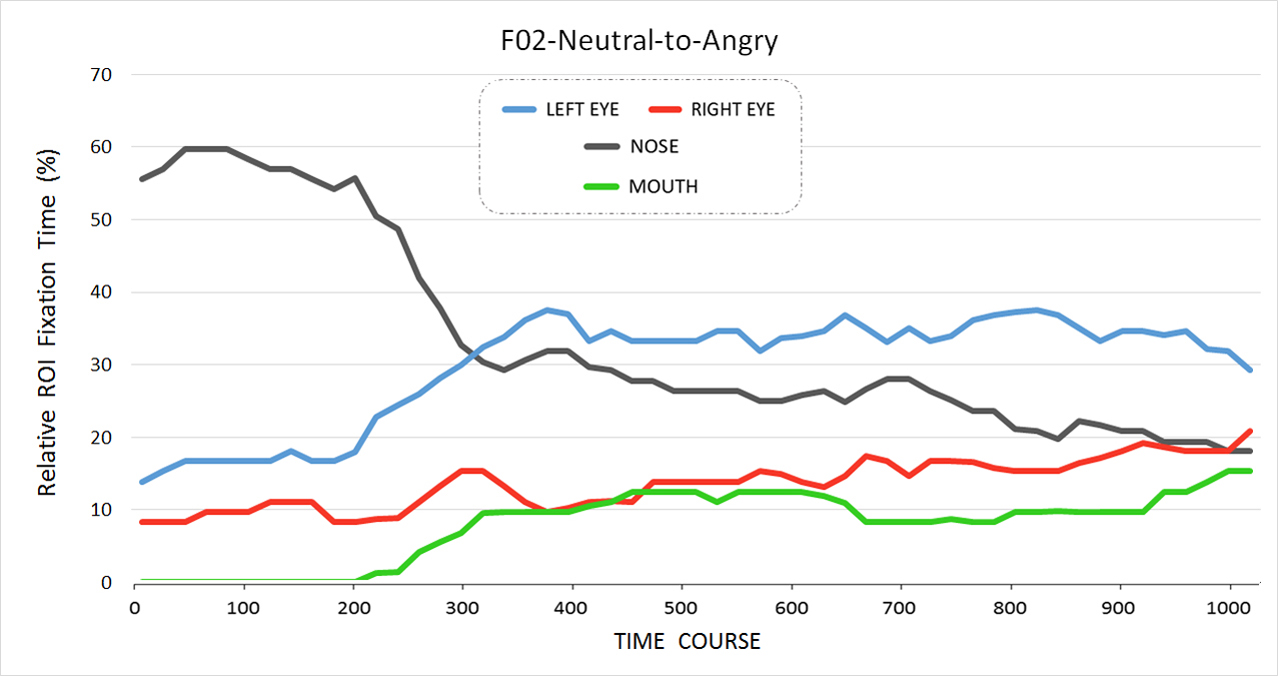 F02-Neutral-to-Angry
70
60
50
40
30
20
10
0
Relative ROI Fixation Time (%)
LEFT EYE RIGHT EYE
NOSE
MOUTH
0 100 200 300 400 500 600 700 800 900 1000
TIME COURSE